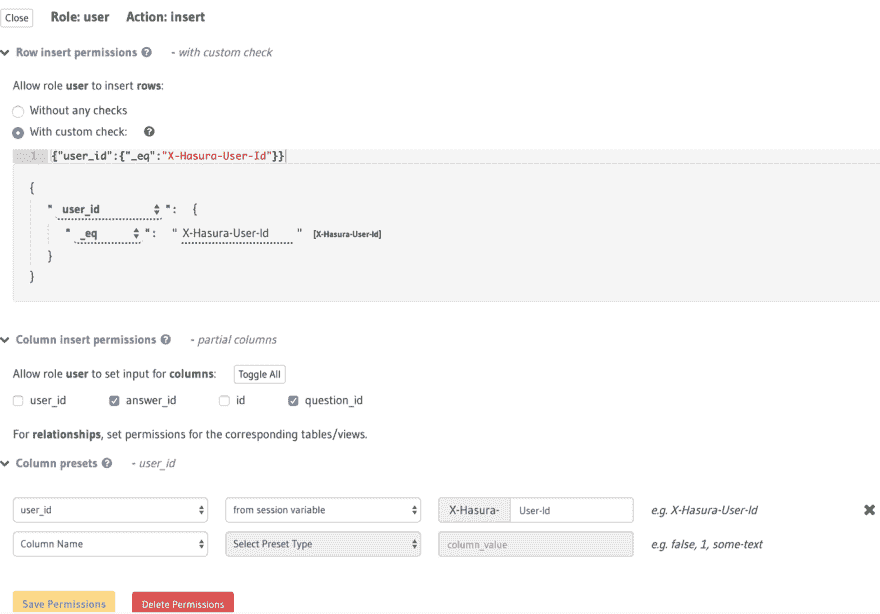 Close Role: user Action: insert
Row insert permissions ? - with custom check
Allow role user to insert rows:
Without any checks
With custom check: ?
1 {"user_id":{"_eq":"X-Hasura-User-Id"}}
{
" user_id " : {
" _eq " : " X-Hasura-User-Id " [X-Hasura-User-Id]
}
}
Column insert permissions ? - partial columns
Allow role user to set input for columns: Toggle All
user_id answer_id id question_id
For relationships, set permissions for the corresponding tables/views.
Column presets ? - user_id
user_id from session variable X-Hasura- User-Id e.g. X-Hasura-User-Id
Column Name Select Preset Type column_value e.g. false, 1, some-text
Save Permissions Delete Permissions